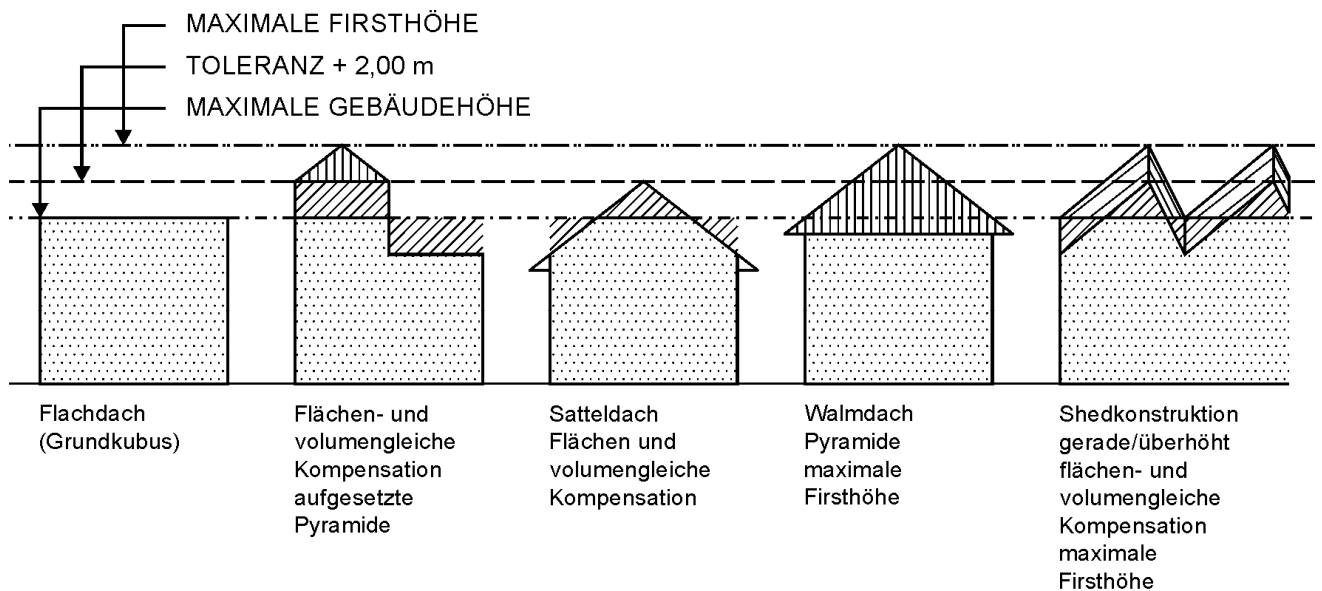 MAXIMALE FIRSTHÖHE
TOLERANZ + 2,00 m
MAXIMALE GEBÄUDEHÖHE
Flachdach
(Grundkubus)
Flächen- und
volumengleiche
Kompensation
aufgesetzte
Pyramide
Satteldach
Flächen und
volumengleiche
Kompensation
Walmdach
Pyramide
maximale
Firsthöhe
Shedkonstruktion
gerade/überhöht
flächen- und
volumengleiche
Kompensation
maximale
Firsthöhe